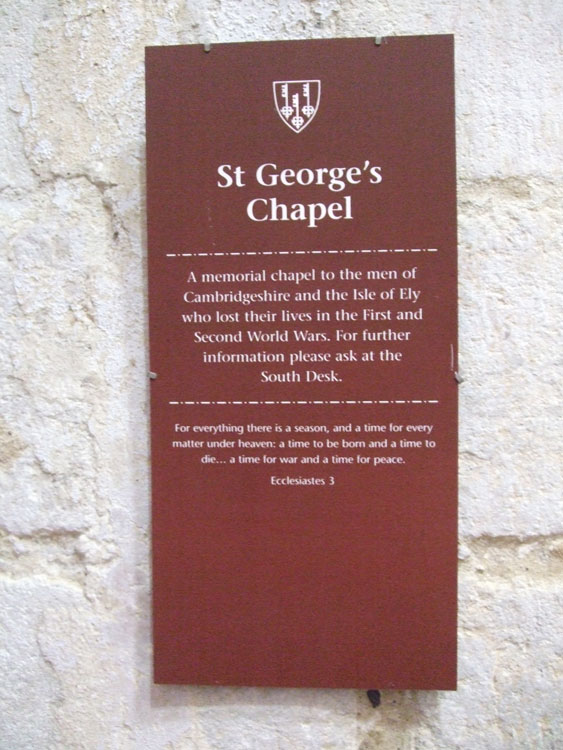 St George's
Chapel
A memorial chapel to the men of
Cambridgeshire and the Isle of Ely
who lost their lives in the First and
Second World Wars. For further
information please ask at the
South Desk.
For everything there is a season, and a time for every
matter under heaven: a time to be born and a time to
die... a time for war and a time for peace.
Ecclesiastes 3